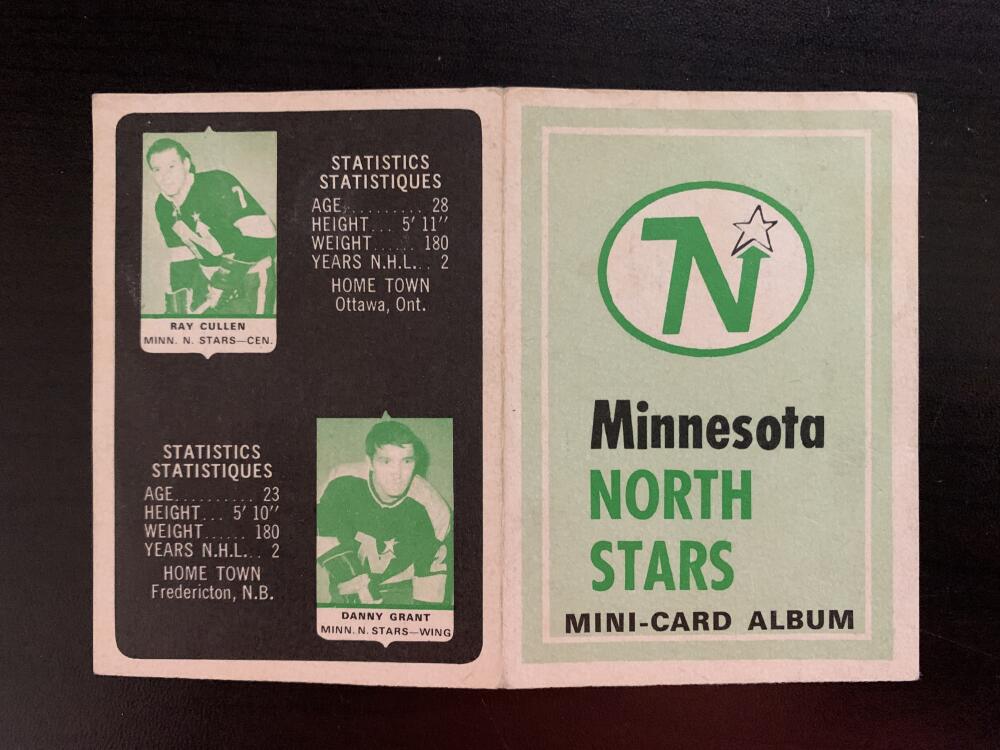 7
RAY CULLEN
MINN. N. STARS—CEN.
STATISTICS
STATISTIQUES
AGE.......... 28
HEIGHT... 5' 11"
WEIGHT...... 180
YEARS N.H.L... 2
HOME TOWN
Ottawa, Ont.
STATISTICS
STATISTIQUES
AGE.......... 23
HEIGHT... 5' 10"
WEIGHT...... 180
YEARS N.H.L... 2
HOME TOWN
Fredericton, N.B.
2
DANNY GRANT
MINN. N. STARS—WING
N
Minnesota
NORTH
STARS
MINI-CARD ALBUM